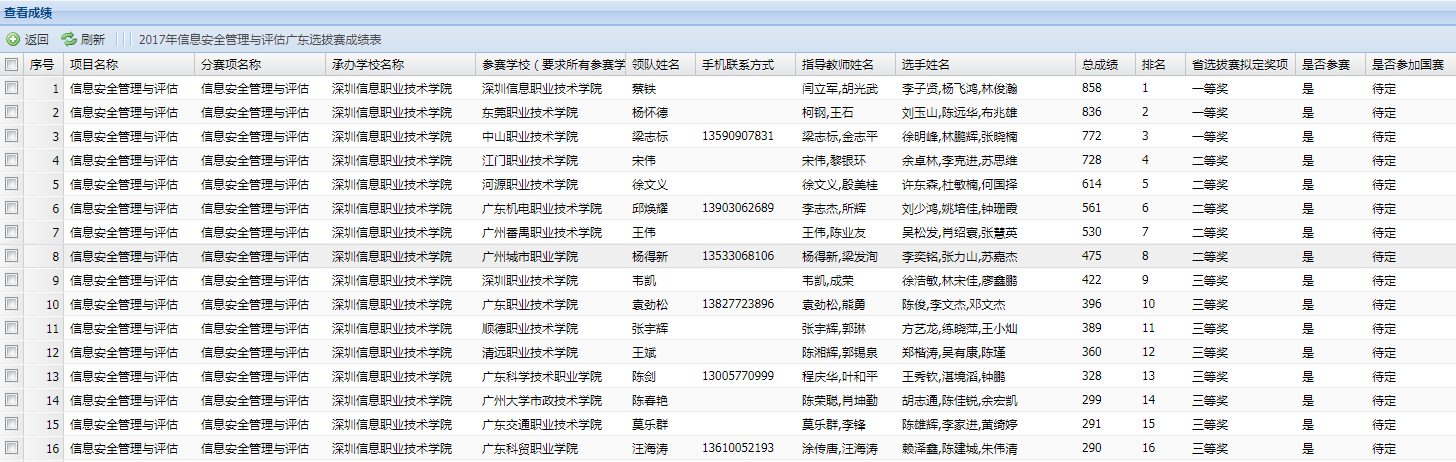 查看成绩
返回 刷新 2017年信息安全管理与评估广东选拔赛成绩表
序号 项目名称 分赛项名称 承办学校名称 参赛学校（要求所有参赛学 领队姓名 手机联系方式 指导教师姓名 选手姓名 总成绩 排名 省选拔赛拟定奖项 是否参赛 是否参加国赛
1 信息安全管理与评估 信息安全管理与评估 深圳信息职业技术学院 深圳信息职业技术学院 蔡铁 闫立军,胡光武 李子贤,杨飞鸿,林俊瀚 858 1 一等奖 是 待定
2 信息安全管理与评估 信息安全管理与评估 深圳信息职业技术学院 东莞职业技术学院 杨怀德 柯钢,王石 刘玉山,陈远华,布兆雄 836 2 一等奖 是 待定
3 信息安全管理与评估 信息安全管理与评估 深圳信息职业技术学院 中山职业技术学院 梁志标 13590907831 梁志标,金志平 徐明峰,林鹏辉,张晓楠 772 3 一等奖 是 待定
4 信息安全管理与评估 信息安全管理与评估 深圳信息职业技术学院 江门职业技术学院 宋伟 宋伟,黎银环 余卓林,李克进,苏思维 728 4 二等奖 是 待定
5 信息安全管理与评估 信息安全管理与评估 深圳信息职业技术学院 河源职业技术学院 徐文义 徐文义,殷美桂 许东森,杜敏楠,何国择 614 5 二等奖 是 待定
6 信息安全管理与评估 信息安全管理与评估 深圳信息职业技术学院 广东机电职业技术学院 邱焕耀 13903062689 李志杰,所辉 刘少鸿,姚培佳,钟珊霞 561 6 二等奖 是 待定
7 信息安全管理与评估 信息安全管理与评估 深圳信息职业技术学院 广州番禺职业技术学院 王伟 王伟,陈业友 吴松发,肖绍寰,张慧英 530 7 二等奖 是 待定
8 信息安全管理与评估 信息安全管理与评估 深圳信息职业技术学院 广州城市职业学院 杨得新 13533068106 杨得新,梁发洵 李奕铭,张力山,苏嘉杰 475 8 二等奖 是 待定
9 信息安全管理与评估 信息安全管理与评估 深圳信息职业技术学院 深圳职业技术学院 韦凯 韦凯,成荣 徐浩敏,林宋佳,廖鑫鹏 422 9 三等奖 是 待定
10 信息安全管理与评估 信息安全管理与评估 深圳信息职业技术学院 广东职业技术学院 袁劲松 13827723896 袁劲松,熊勇 陈俊,李文杰,邓文杰 396 10 三等奖 是 待定
11 信息安全管理与评估 信息安全管理与评估 深圳信息职业技术学院 顺德职业技术学院 张宇辉 张宇辉,郭琳 方艺龙,练晓萍,王小灿 389 11 三等奖 是 待定
12 信息安全管理与评估 信息安全管理与评估 深圳信息职业技术学院 清远职业技术学院 王斌 陈湘辉,郭锡泉 郑楷涛,吴有康,陈瑾 360 12 三等奖 是 待定
13 信息安全管理与评估 信息安全管理与评估 深圳信息职业技术学院 广东科学技术职业学院 陈剑 13005770999 程庆华,叶和平 王秀钦,湛境滔,钟鹏 328 13 三等奖 是 待定
14 信息安全管理与评估 信息安全管理与评估 深圳信息职业技术学院 广州大学市政技术学院 陈春艳 陈荣聪,肖坤勤 胡志通,陈佳锐,余宏凯 299 14 三等奖 是 待定
15 信息安全管理与评估 信息安全管理与评估 深圳信息职业技术学院 广东交通职业技术学院 莫乐群 莫乐群,李锋 陈雄辉,李家进,黄绮婷 291 15 三等奖 是 待定
16 信息安全管理与评估 信息安全管理与评估 深圳信息职业技术学院 广东科贸职业学院 汪海涛 13610052193 涂传唐,汪海涛 赖泽鑫,陈建城,朱伟清 290 16 三等奖 是 待定